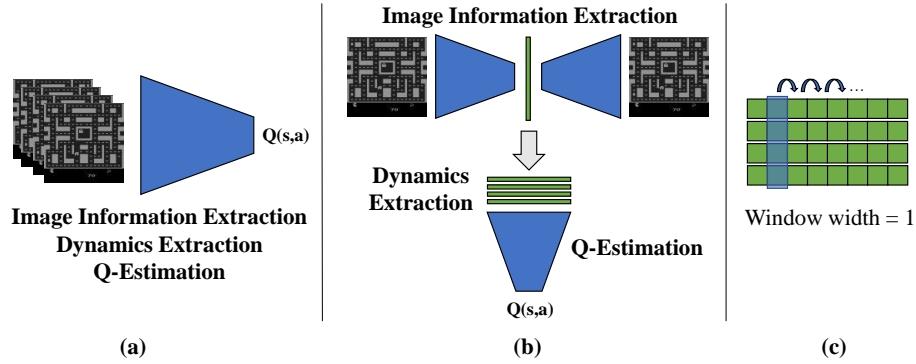 Q(s,a)
Image Information Extraction
Dynamics Extraction
Q-Estimation
(a)
Image Information Extraction
Dynamics
Extraction
Q-Estimation
Q(s,a)
(b)
...
Window width = 1
(c)